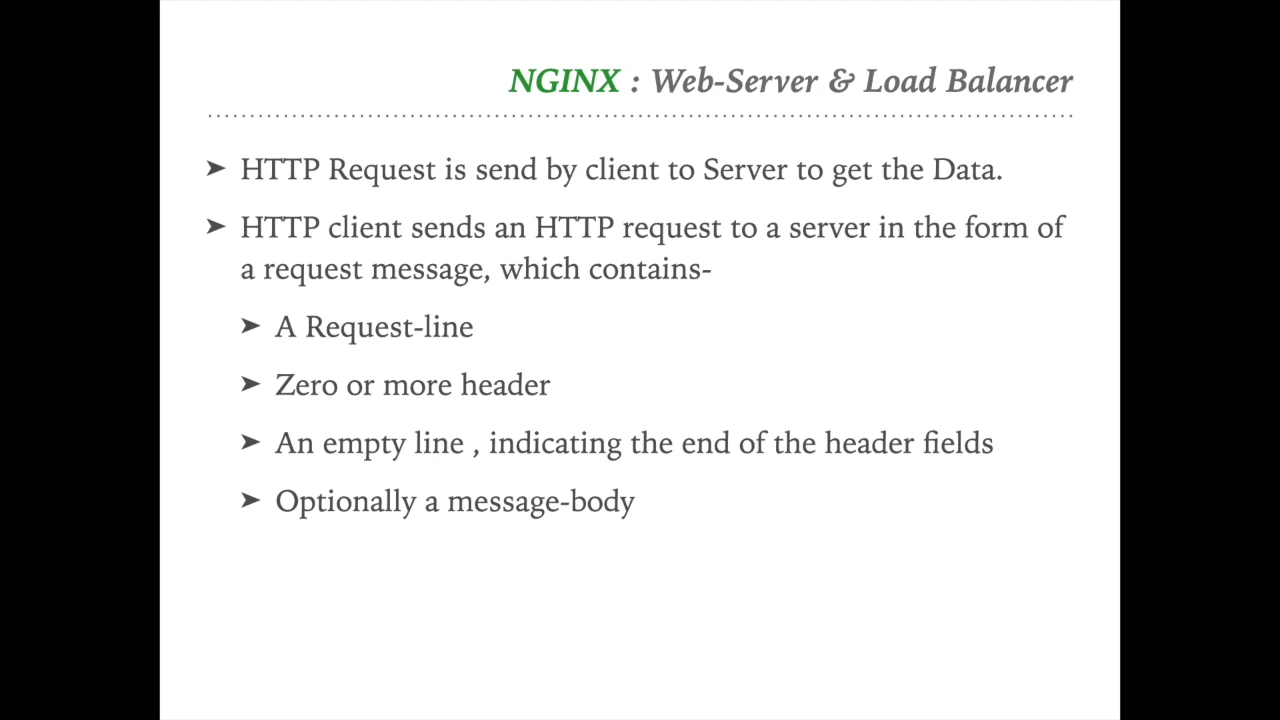 NGINX : Web-Server & Load Balancer
➤ HTTP Request is send by client to Server to get the Data.
➤ HTTP client sends an HTTP request to a server in the form of
a request message, which contains-
➤ A Request-line
➤ Zero or more header
➤ An empty line , indicating the end of the header fields
➤ Optionally a message-body